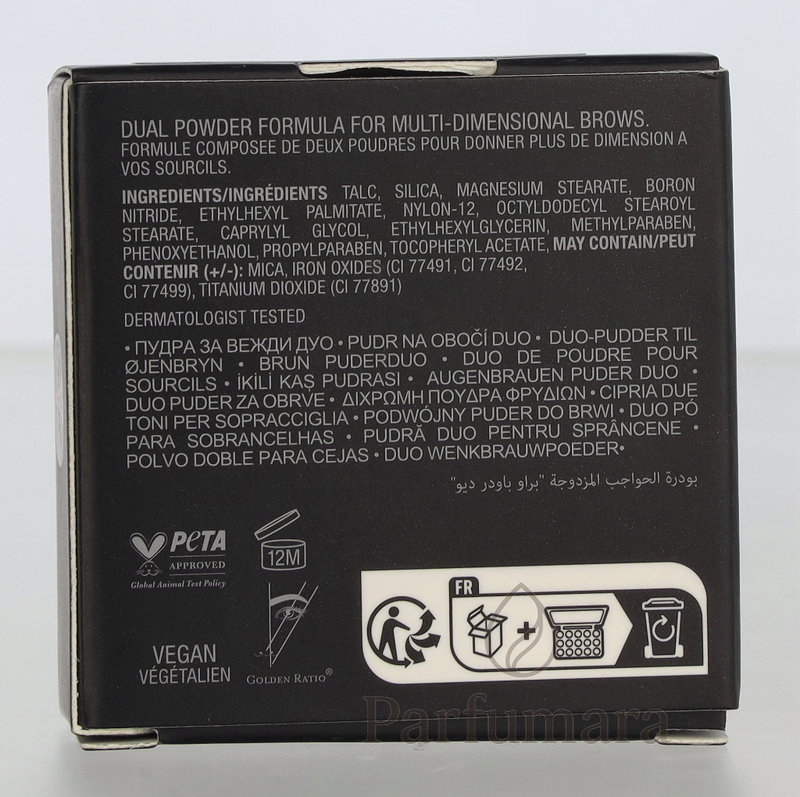 DUAL POWDER FORMULA FOR MULTI-DIMENSIONAL BROWS.
FORMULE COMPOSEE DE DEUX POUDRES POUR DONNER PLUS DE DIMENSION A
VOS SOURCILS.
INGREDIENTS/INGRÉDIENTS TALC, SILICA, MAGNESIUM STEARATE, BORON
NITRIDE, ETHYLHEXYL PALMITATE, NYLON-12, OCTYLDODECYL STEAROYL
STEARATE, CAPRYLYL GLYCOL, ETHYLHEXYLGLYCERIN, METHYLPARABEN,
PHENOXYETHANOL, PROPYLPARABEN, TOCOPHERYL ACETATE, MAY CONTAIN/PEUT
CONTENIR (+/-): MICA, IRON OXIDES (CI 77491, CI 77492,
CI 77499), TITANIUM DIOXIDE (CI 77891)
DERMATOLOGIST TESTED
• ПУДРА ЗА ВЕЖДИ ДУО • PUDR NA OBOČÍ DUO • DUO-PUDDER TIL
ØJENBRYN • BRUN PUDERDUO • DUO DE POUDRE POUR
SOURCILS • İKİLİ KAŞ PUDRASI • AUGENBRAUEN PUDER DUO •
DUO PUDER ZA OBRVE • ΔΙΧΡΩΜΗ ΠΟΥΔΡΑ ΦΡΥΔΙΩΝ • CIPRIA DUE
TONI PER SOPRACCIGLIA • PODWÓJNY PUDER DO BRWI • DUO PÓ
PARA SOBRANCELHAS • PUDRĂ DUO PENTRU SPRÂNCENE •
POLVO DOBLE PARA CEJAS • DUO WENKBRAUWPOEDER•
بودرة الحواجب المزدوجة "براو باودر ديو"
PETA
APPROVED
Global Animal Test Policy
12M
VEGAN
VÉGÉTALIEN
GOLDEN RATIO®
FR
+
Parfumara